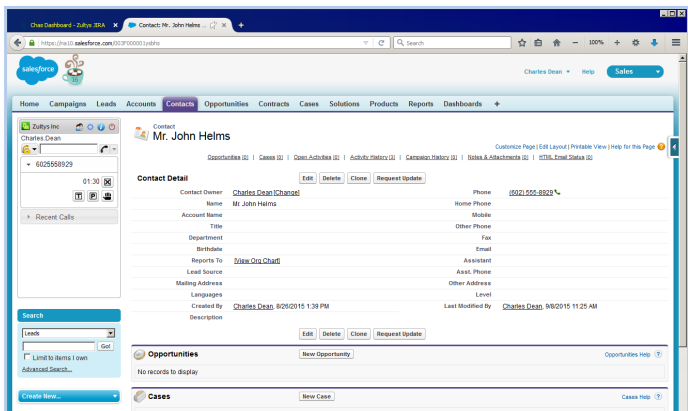 Chas Dashboard - Zultys JIRA
Contact: Mr. John Helms ...
https://na10.salesforce.com/003F000001ysbhs
Search
100%
salesforce
Charles Dean
Help
Sales
Home Campaigns Leads Accounts Contacts Opportunities Contracts Cases Solutions Products Reports Dashboards +
Zultys Inc
Charles.Dean
6025558929
01:30
T P
Recent Calls
Search
Leads
Go!
Limit to items I own
Advanced Search...
Create New...
Contact
Mr. John Helms
Customize Page | Edit Layout | Printable View | Help for this Page
Opportunities [0] | Cases [0] | Open Activities [0] | Activity History [3] | Campaign History [0] | Notes & Attachments [0] | HTML Email Status [0]
Contact Detail Edit Delete Clone Request Update
Contact Owner Charles Dean [Change] Phone (602) 555-8929
Name Mr. John Helms Home Phone
Account Name Mobile
Title Other Phone
Department Fax
Birthdate Email
Reports To [View Org Chart] Assistant
Lead Source Asst. Phone
Mailing Address Other Address
Languages Level
Created By Charles Dean, 8/26/2015 1:39 PM Last Modified By Charles Dean, 9/8/2015 11:25 AM
Description
Edit Delete Clone Request Update
Opportunities New Opportunity Opportunities Help ?
No records to display
Cases New Case Cases Help ?